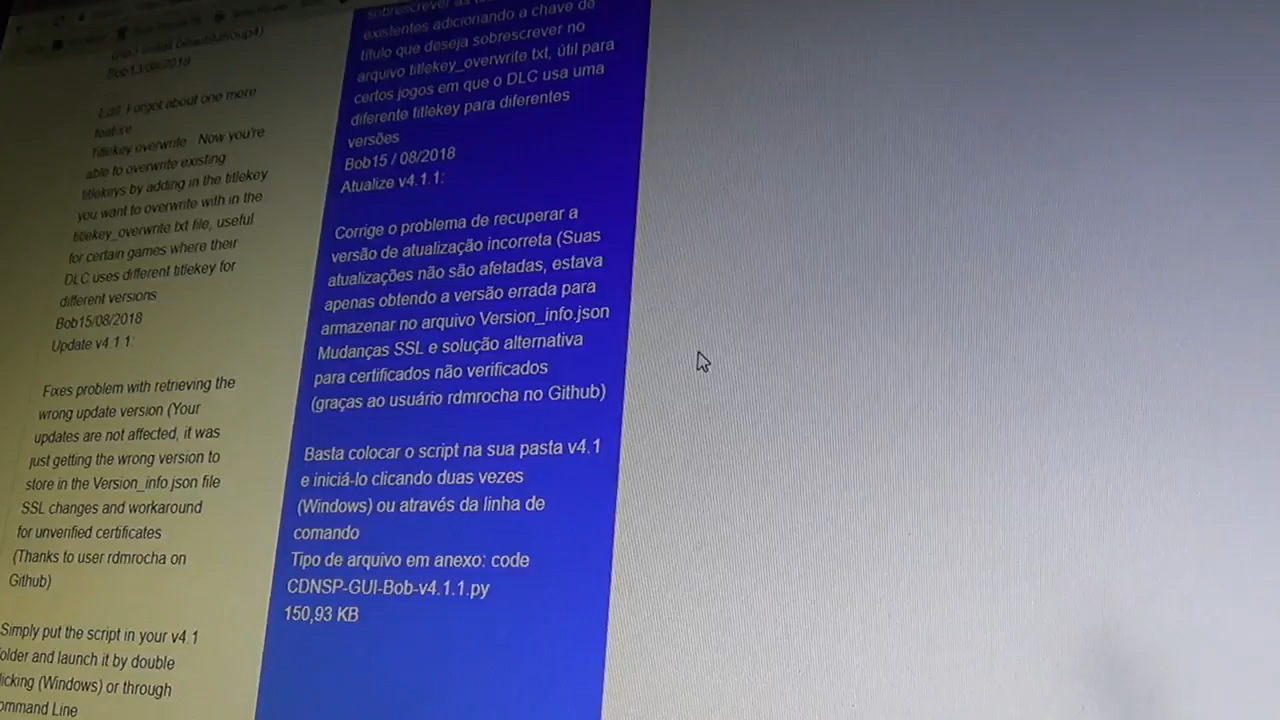 (pip3 install beautifulsoup4)
Bob13/08/2018
Edit: Forgot about one more
feature
Titlekey overwrite : Now you're
able to overwrite existing
titlekeys by adding in the titlekey
you want to overwrite with in the
titlekey_overwrite txt file, useful
for certain games where their
DLC uses different titlekey for
different versions
Bob15/08/2018
Update v4.1.1:
Fixes problem with retrieving the
wrong update version (Your
updates are not affected, it was
just getting the wrong version to
store in the Version_info.json file
SSL changes and workaround
for unverified certificates
(Thanks to user rdmrocha on
Github)
Simply put the script in your v4.1
folder and launch it by double
clicking (Windows) or through
Command Line
sobrescrever as
existentes adicionando a chave de
título que deseja sobrescrever no
arquivo titlekey_overwrite txt, útil para
certos jogos em que o DLC usa uma
diferente titlekey para diferentes
versões
Bob15 / 08/2018
Atualize v4.1.1:
Corrige o problema de recuperar a
versão de atualização incorreta (Suas
atualizações não são afetadas, estava
apenas obtendo a versão errada para
armazenar no arquivo Version_info.json
Mudanças SSL e solução alternativa
para certificados não verificados
(graças ao usuário rdmrocha no Github)
Basta colocar o script na sua pasta v4.1
e iniciá-lo clicando duas vezes
(Windows) ou através da linha de
comando
Tipo de arquivo em anexo: code
CDNSP-GUI-Bob-v4.1.1.py
150,93 KB